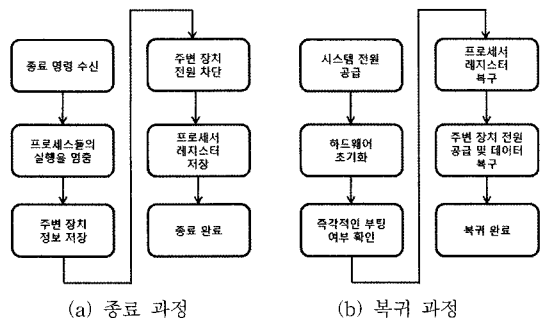 종료 명령 수신
프로세스들의
실행을 멈춤
주변 장치
정보 저장
주변 장치
전원 차단
프로세서
레지스터
저장
종료 완료
(a) 종료 과정
시스템 전원
공급
하드웨어
초기화
즉각적인 부팅
여부 확인
프로세서
레지스터
복구
주변 장치 전원
공급 및 데이터
복구
복귀 완료
(b) 복귀 과정